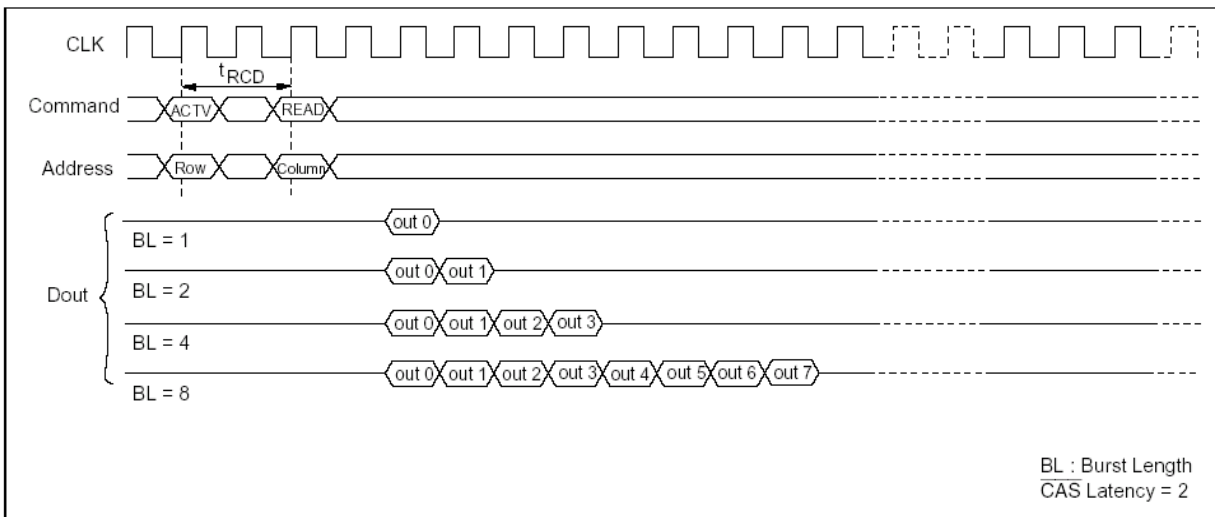 CLK
tRCD
Command ACTV READ
Address Row Column
out 0
BL = 1
out 0 out 1
Dout BL = 2
out 0 out 1 out 2 out 3
BL = 4
out 0 out 1 out 2 out 3 out 4 out 5 out 6 out 7
BL = 8
BL : Burst Length
CAS Latency = 2